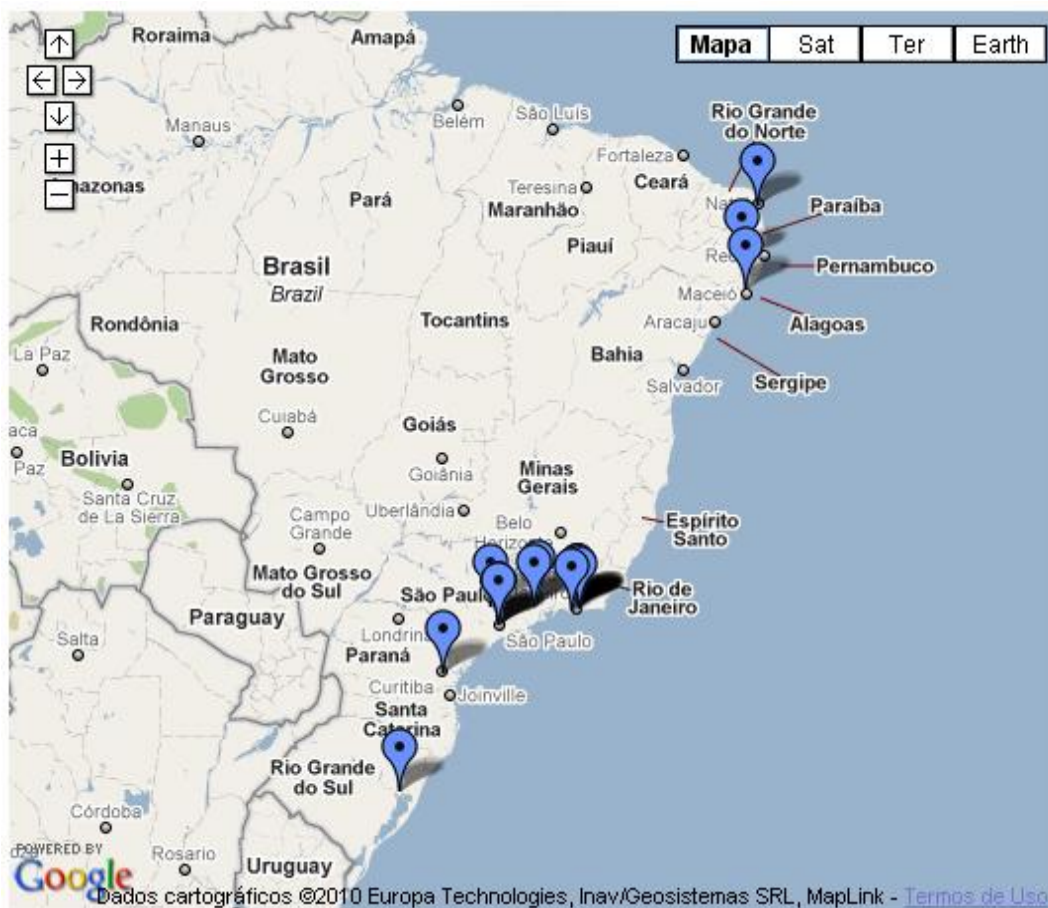 Roraima
Amapá
Mapa
Sat
Ter
Earth
Belém
São Luís
Rio Grande
do Norte
Manaus
Fortaleza
Ceará
Teresina
Maranhão
Pará
Paraíba
Piauí
Brasil
Brazil
Pernambuco
Maceió
Rondônia
Tocantins
Aracaju
Alagoas
La Paz
Mato
Grosso
Bahia
Salvador
Sergipe
Cuiabá
Goiás
Bolivia
Paz
Goiânia
Minas
Gerais
Santa Cruz
de La Sierra
Uberlândia
Campo
Grande
Belo
Espírito
Santo
Mato Grosso
do Sul
São Paulo
Rio de
Janeiro
Paraguay
Londrina
São Paulo
Salta
Paraná
Curitiba
Joinville
Santa
Catarina
Rio Grande
do Sul
Córdoba
POWERED BY
Google
Rosario
Uruguay
Dados cartográficos ©2010 Europa Technologies, Inav/Geosistemas SRL, MapLink - Termos de Uso